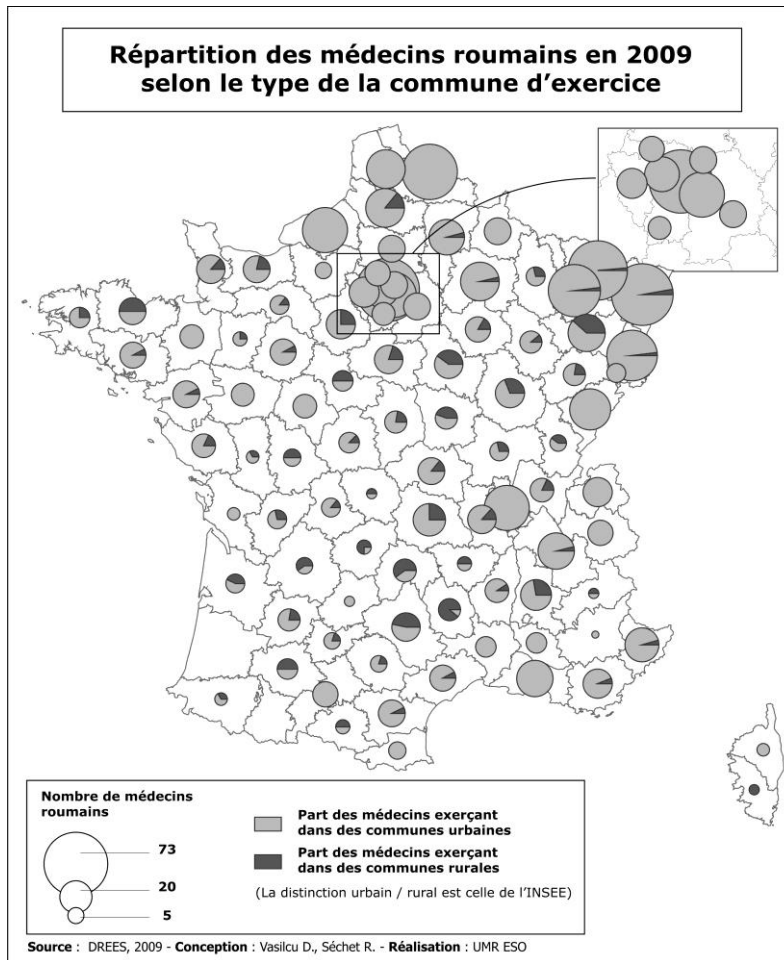 Répartition des médecins roumains en 2009
selon le type de la commune d'exercice
Nombre de médecins
roumains
73
20
5
Part des médecins exerçant
dans des communes urbaines
Part des médecins exerçant
dans des communes rurales
(La distinction urbain / rural est celle de l'INSEE)
Source : DREES, 2009 - Conception : Vasilcu D., Séchet R. - Réalisation : UMR ESO